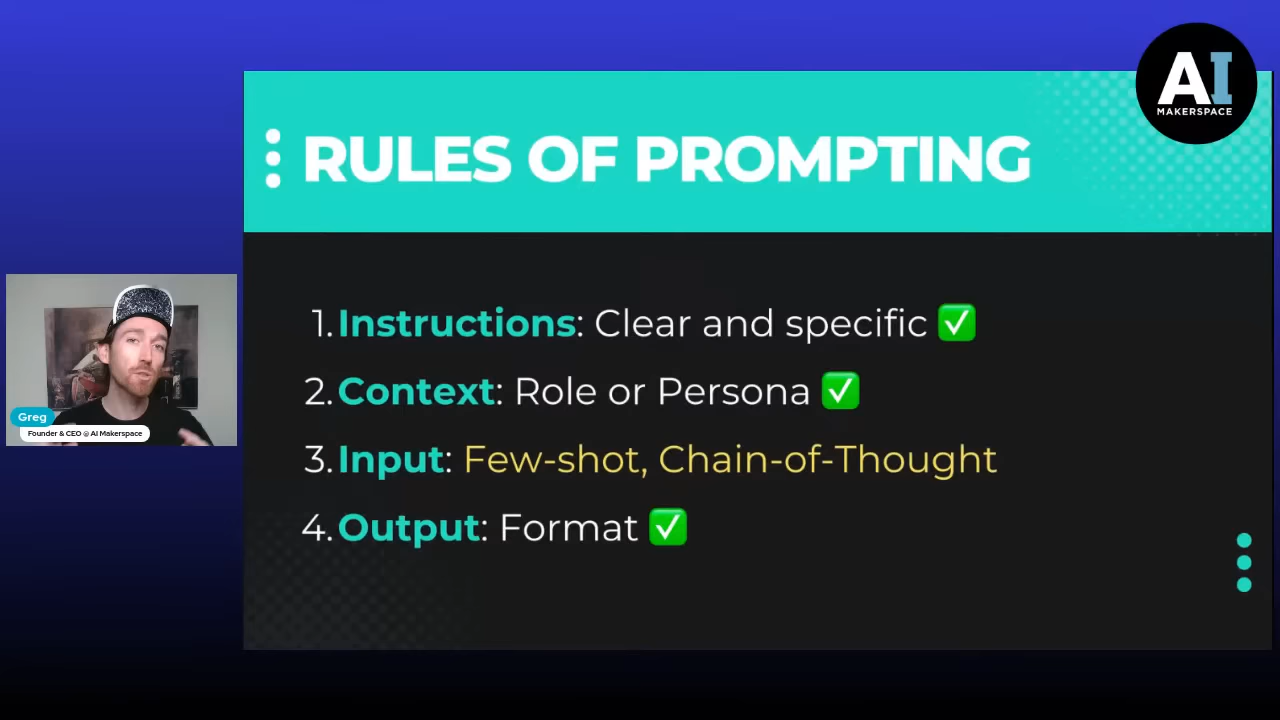 AI
MAKERSPACE
RULES OF PROMPTING
1. Instructions: Clear and specific ✅
2. Context: Role or Persona ✅
3. Input: Few-shot, Chain-of-Thought
4. Output: Format ✅
Greg
Founder & CEO @ AI Makerspace